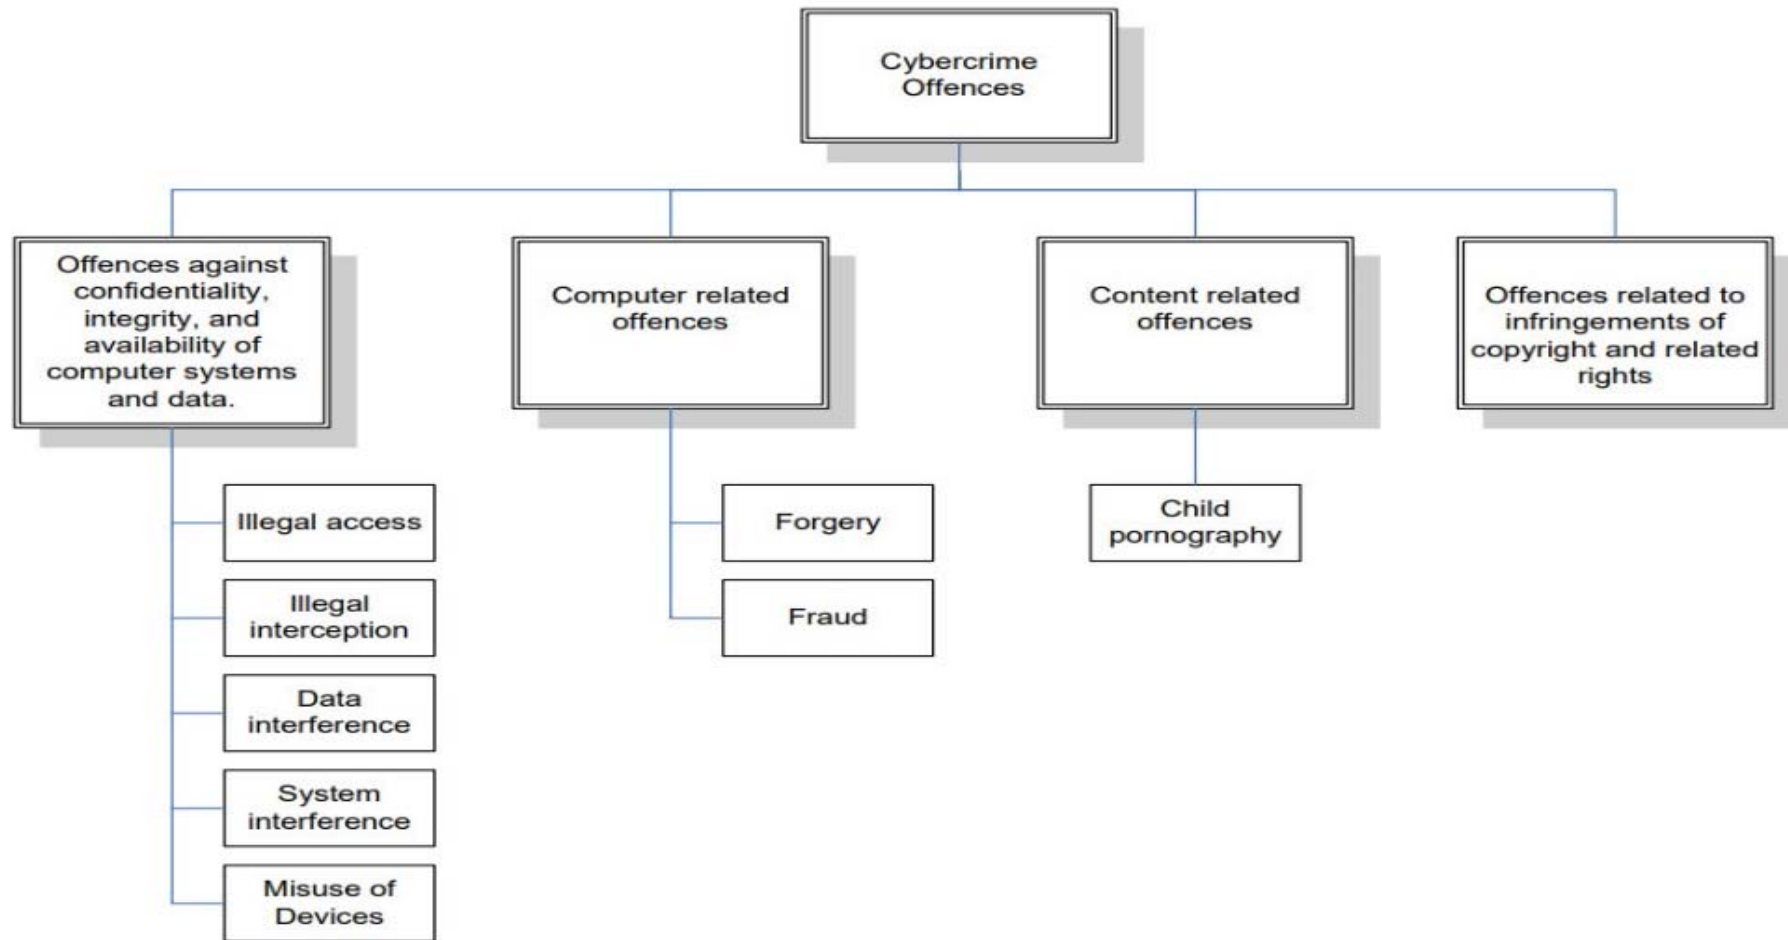 Cybercrime
Offences
Offences against
confidentiality,
integrity, and
availability of
computer systems
and data.
Computer related
offences
Content related
offences
Offences related to
infringements of
copyright and related
rights
Illegal access
Illegal
interception
Data
interference
System
interference
Misuse of
Devices
Forgery
Fraud
Child
pornography